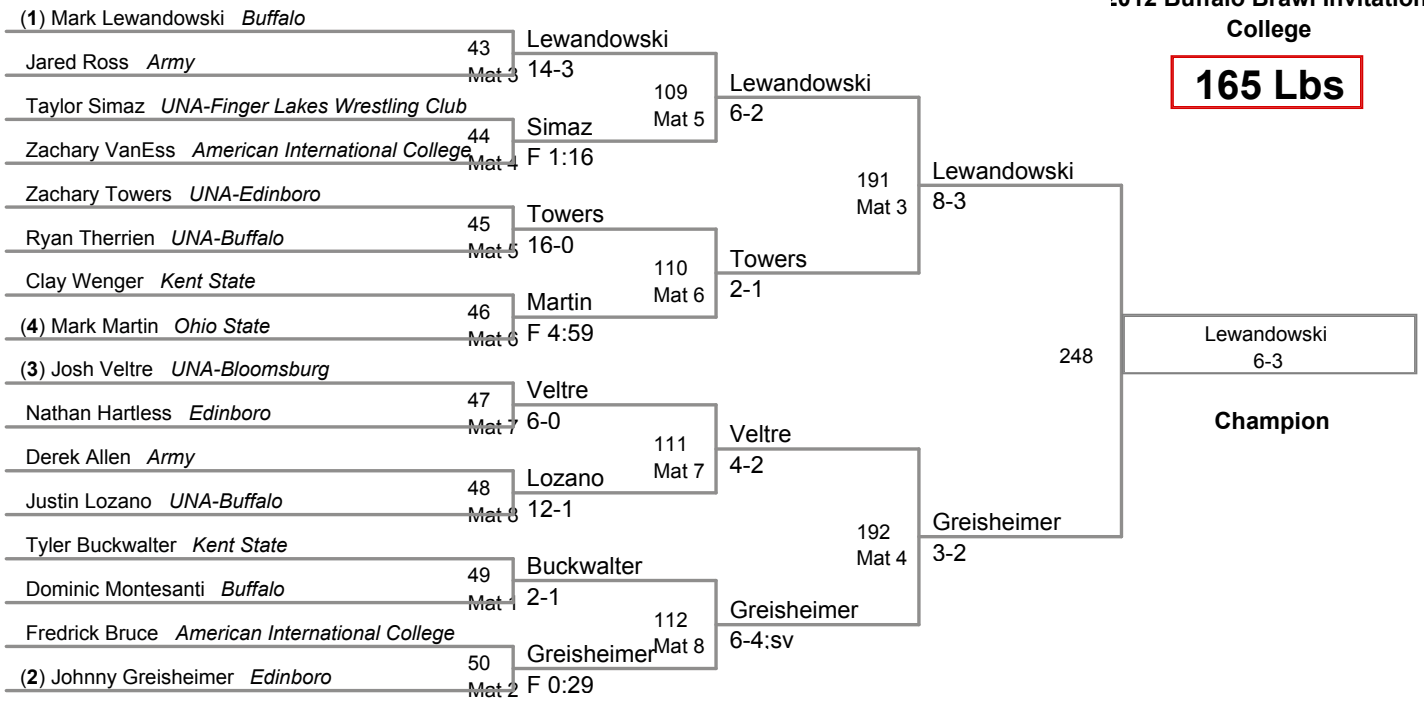 2012 Buffalo Brawl Invitation
College
165 Lbs
(1) Mark Lewandowski Buffalo
43
Mat 3
Jared Ross Army
Lewandowski
14-3
Taylor Simaz UNA-Finger Lakes Wrestling Club
44
Mat 4
Zachary VanEss American International College
Simaz
F 1:16
109
Mat 5
Lewandowski
6-2
Zachary Towers UNA-Edinboro
45
Mat 5
Ryan Therrien UNA-Buffalo
Towers
16-0
Clay Wenger Kent State
46
Mat 6
(4) Mark Martin Ohio State
Martin
F 4:59
110
Mat 6
Towers
2-1
191
Mat 3
Lewandowski
8-3
(3) Josh Veltre UNA-Bloomsburg
47
Mat 7
Nathan Hartless Edinboro
Veltre
6-0
Derek Allen Army
48
Mat 8
Justin Lozano UNA-Buffalo
Lozano
12-1
111
Mat 7
Veltre
4-2
Tyler Buckwalter Kent State
49
Mat 1
Dominic Montesanti Buffalo
Buckwalter
2-1
Fredrick Bruce American International College
50
Mat 2
(2) Johnny Greisheimer Edinboro
Greisheimer
F 0:29
112
Mat 8
Greisheimer
6-4;sv
192
Mat 4
Greisheimer
3-2
248
Lewandowski
6-3
Champion